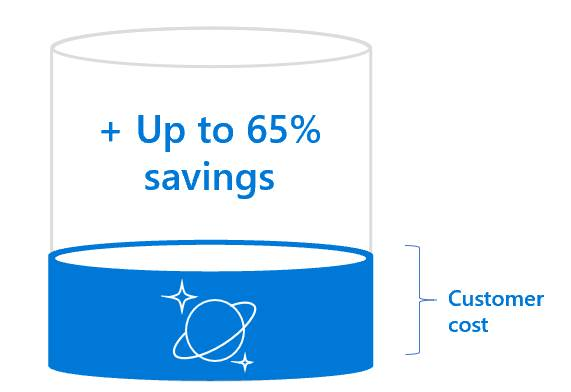 + Up to 65%
savings
Customer
cost